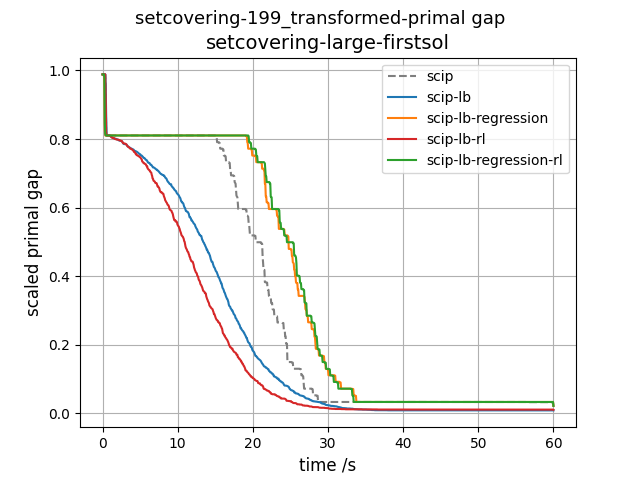 setcovering-199_transformed-primal gap
setcovering-large-firstsol
scip
scip-lb
scip-lb-regression
scip-lb-rl
scip-lb-regression-rl
scaled primal gap
1.0
0.8
0.6
0.4
0.2
0.0
0 10 20 30 40 50 60
time /s